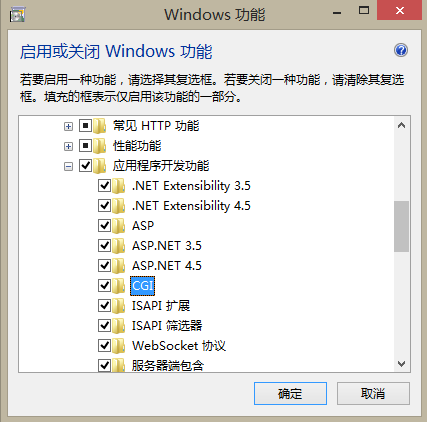 Windows 功能
启用或关闭 Windows 功能
若要启用一种功能，请选择其复选框。若要关闭一种功能，请清除其复选
框。填充的框表示仅启用该功能的一部分。
常见 HTTP 功能
性能功能
应用程序开发功能
.NET Extensibility 3.5
.NET Extensibility 4.5
ASP
ASP.NET 3.5
ASP.NET 4.5
CGI
ISAPI 扩展
ISAPI 筛选器
WebSocket 协议
服务器端包含
确定
取消